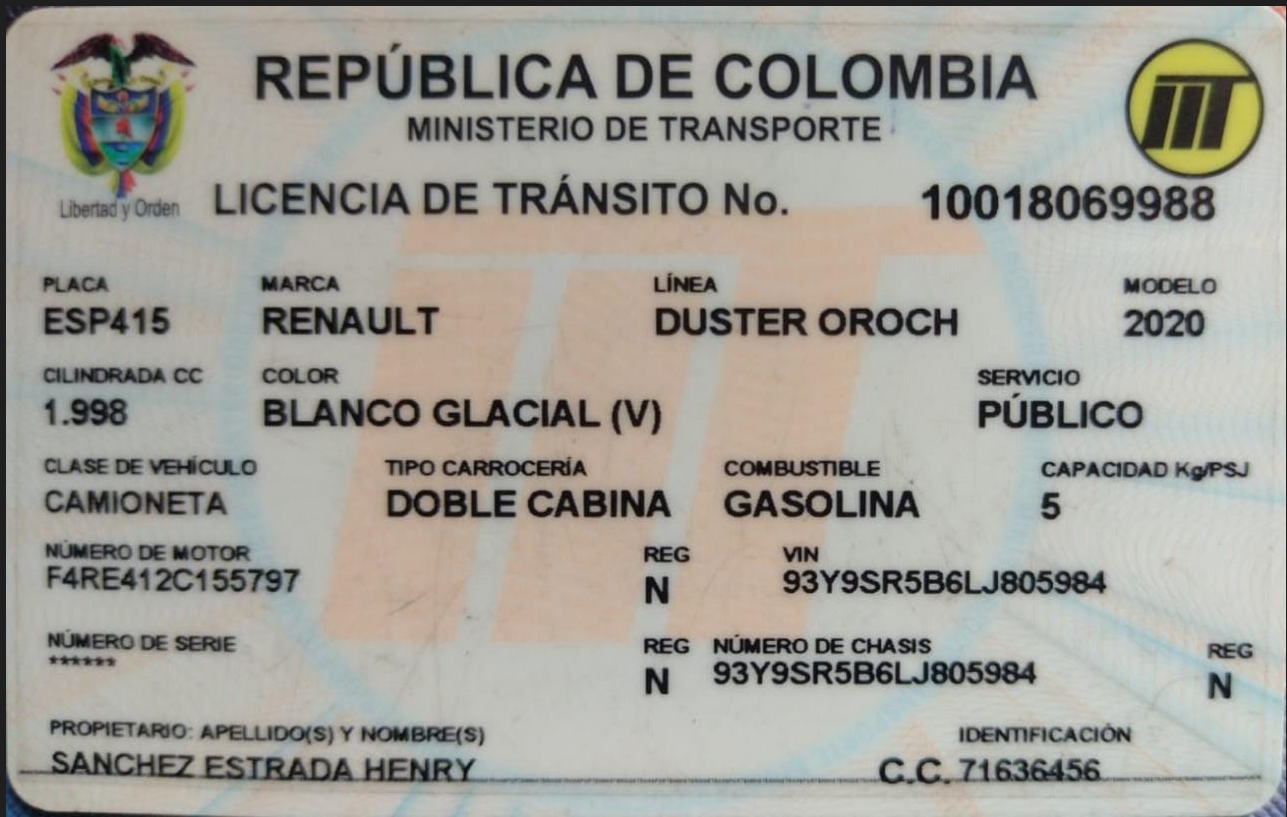 REPÚBLICA DE COLOMBIA
MINISTERIO DE TRANSPORTE
Libertad y Orden
LICENCIA DE TRÁNSITO No. 10018069988
PLACA MARCA LÍNEA MODELO
ESP415 RENAULT DUSTER OROCH 2020
CILINDRADA CC COLOR SERVICIO
1.998 BLANCO GLACIAL (V) PÚBLICO
CLASE DE VEHÍCULO TIPO CARROCERÍA COMBUSTIBLE CAPACIDAD Kg/PSJ
CAMIONETA DOBLE CABINA GASOLINA 5
NÚMERO DE MOTOR REG VIN
F4RE412C155797 N 93Y9SR5B6LJ805984
NÚMERO DE SERIE REG NÚMERO DE CHASIS REG
****** N 93Y9SR5B6LJ805984 N
PROPIETARIO: APELLIDO(S) Y NOMBRE(S) IDENTIFICACIÓN
SANCHEZ ESTRADA HENRY C.C. 71636456